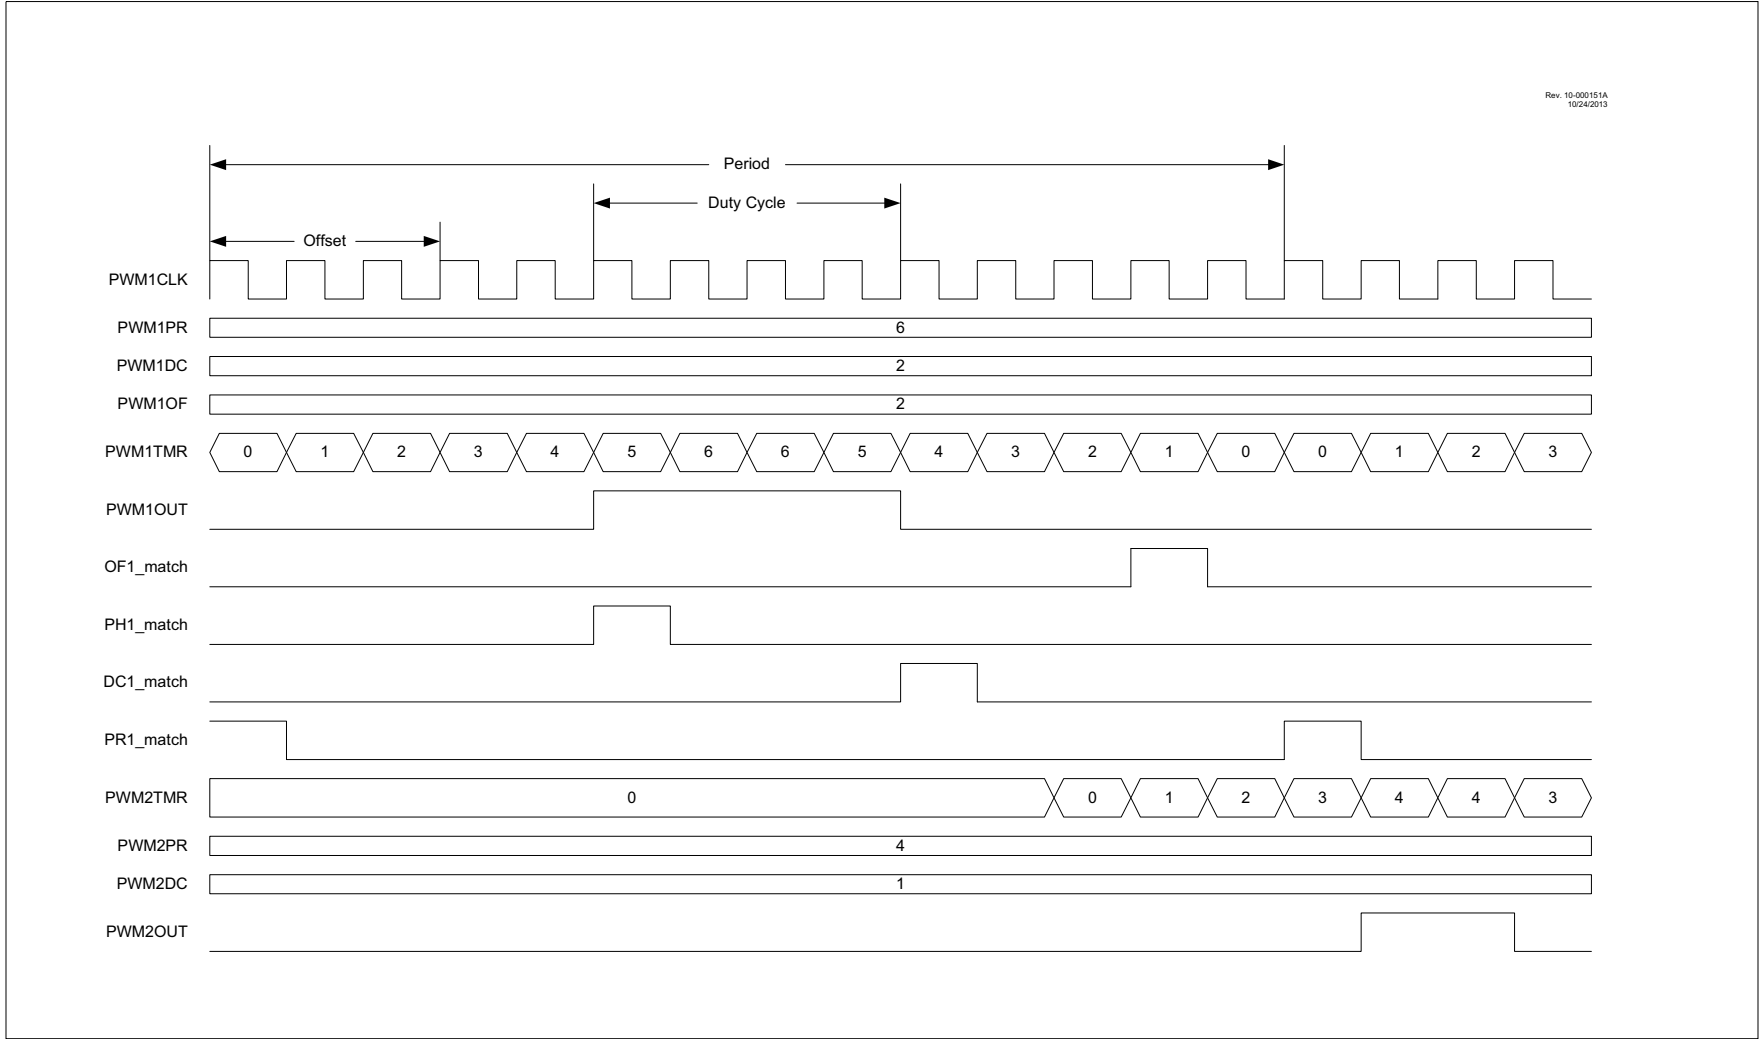 Rev. 10-000151A
10/24/2013
Period
Duty Cycle
Offset
PWM1CLK
PWM1PR 6
PWM1DC 2
PWM1OF 2
PWM1TMR 0 1 2 3 4 5 6 6 5 4 3 2 1 0 0 1 2 3
PWM1OUT
OF1_match
PH1_match
DC1_match
PR1_match
PWM2TMR 0 0 1 2 3 4 4 3
PWM2PR 4
PWM2DC 1
PWM2OUT